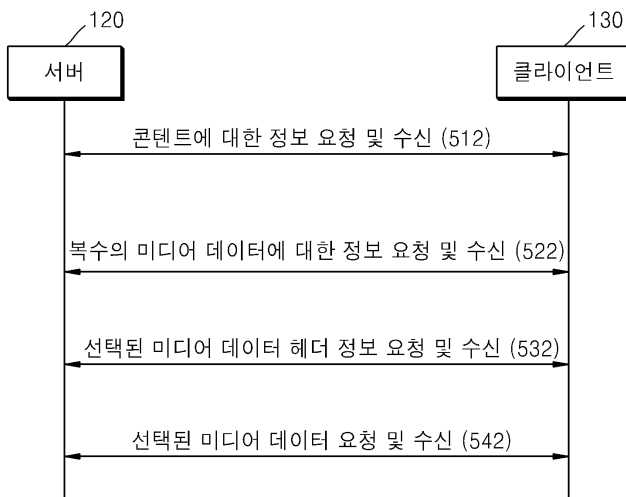 120
130
서버
클라이언트
콘텐트에 대한 정보 요청 및 수신 (512)
복수의 미디어 데이터에 대한 정보 요청 및 수신 (522)
선택된 미디어 데이터 헤더 정보 요청 및 수신 (532)
선택된 미디어 데이터 요청 및 수신 (542)